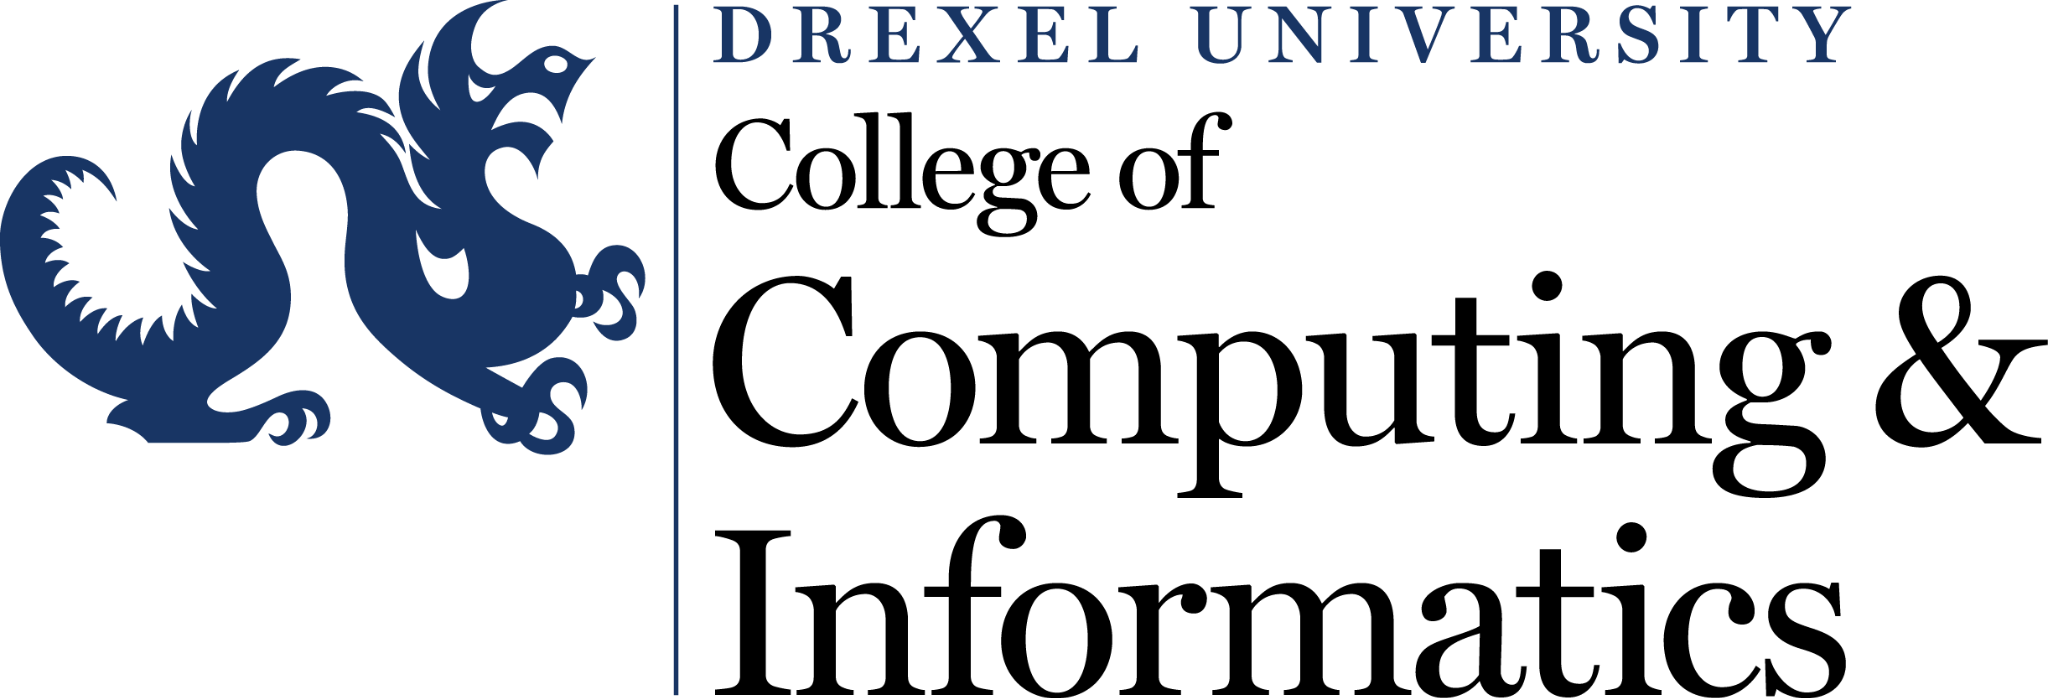 DREXEL UNIVERSITY
College of
Computing &
Informatics